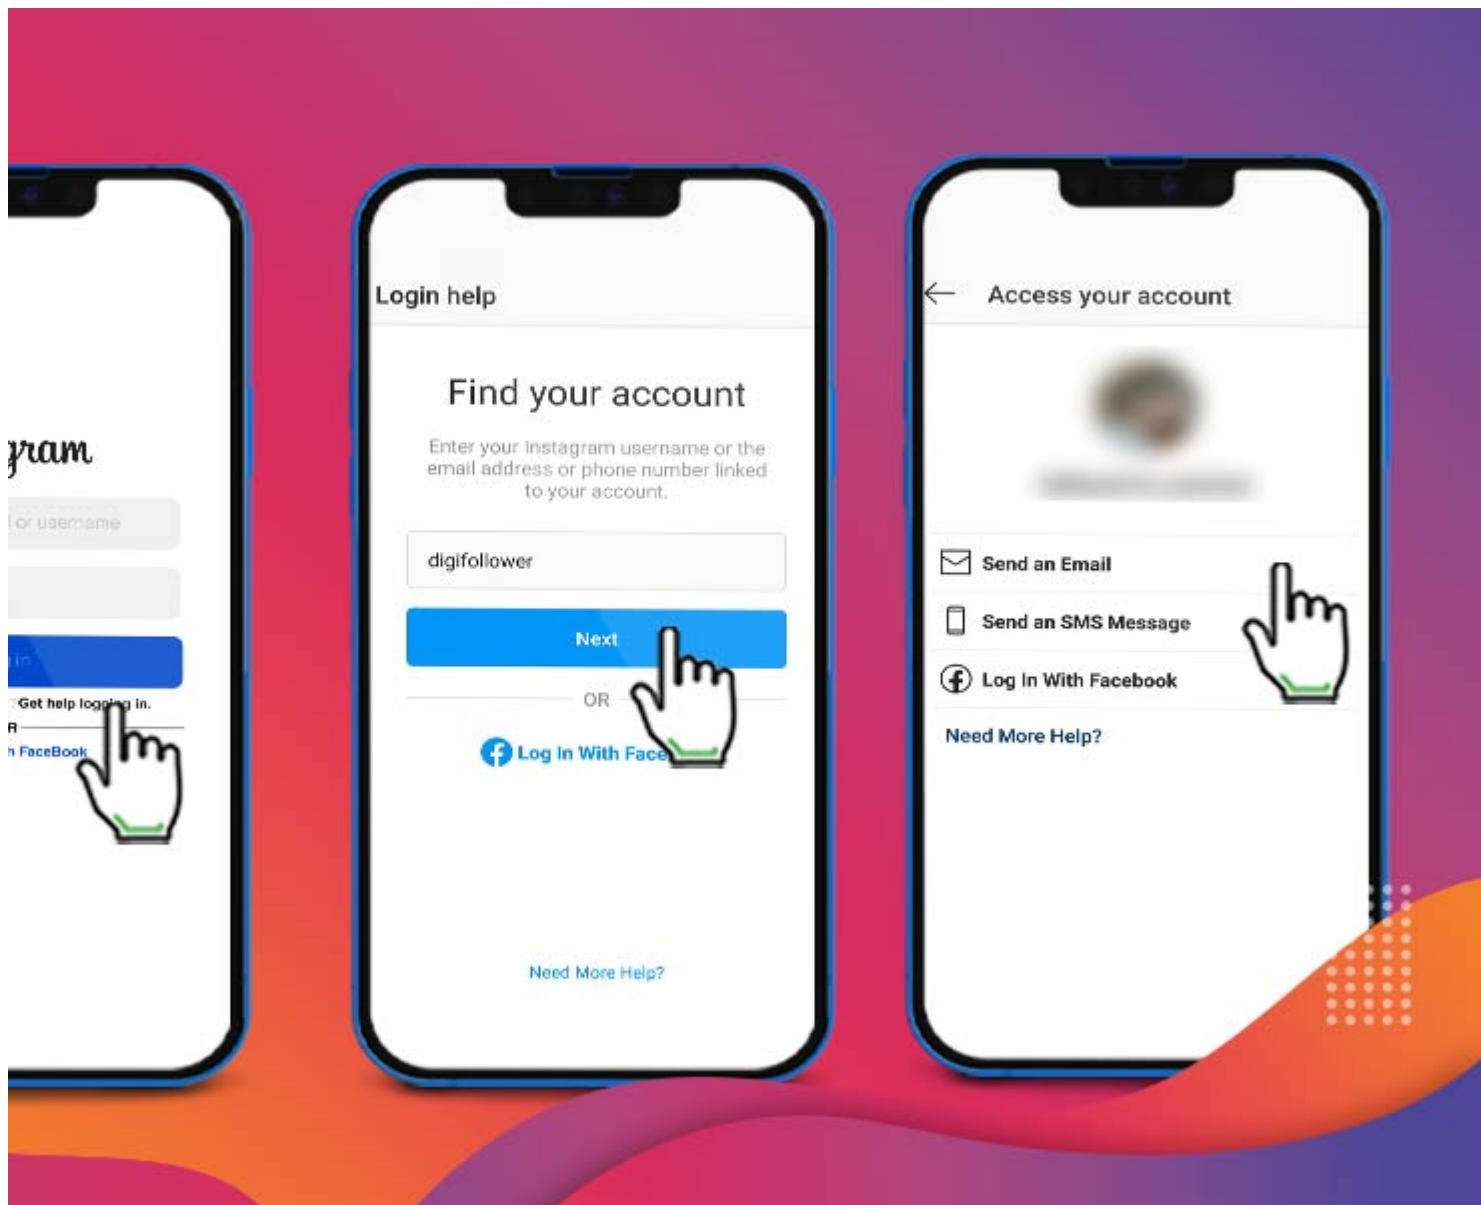 gram
or username
in
Get help logging in.
R
h FaceBook
Login help
Find your account
Enter your Instagram username or the
email address or phone number linked
to your account.
digifollower
Next
OR
Log In With Face
Need More Help?
Access your account
Send an Email
Send an SMS Message
Log In With Facebook
Need More Help?